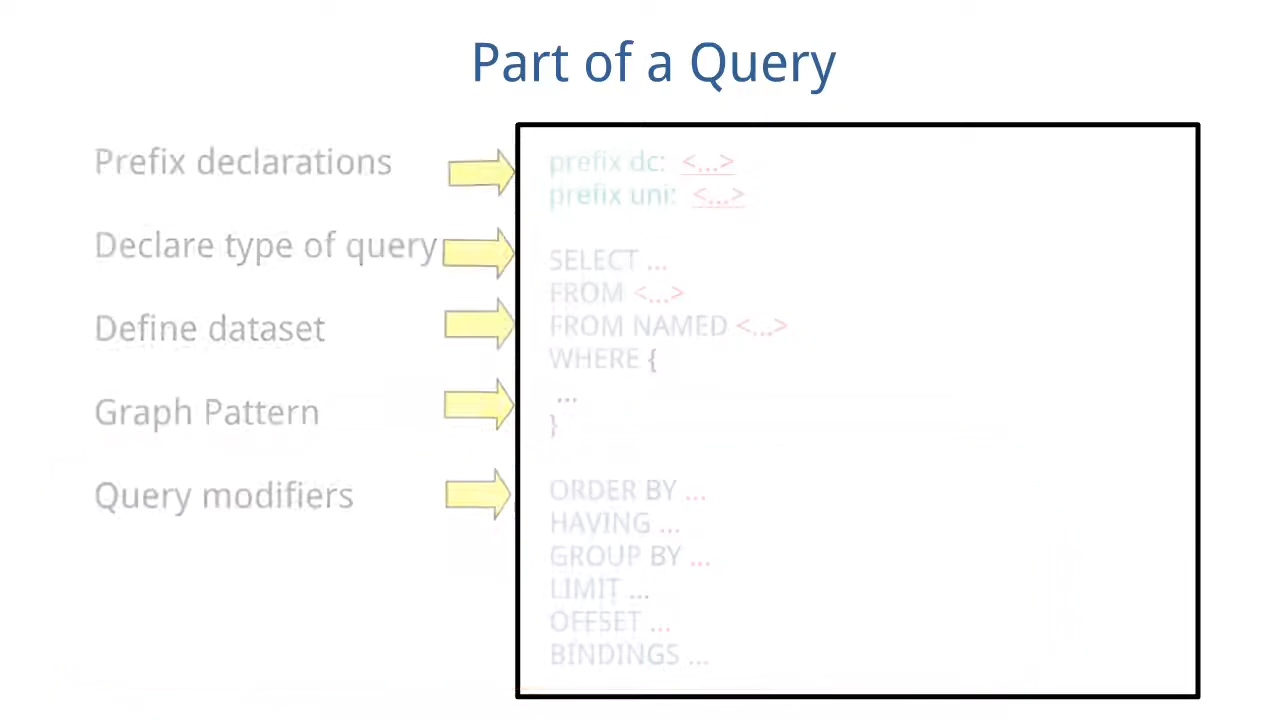 Part of a Query
Prefix declarations
Declare type of query
Define dataset
Graph Pattern
Query modifiers
prefix dc: <...>
prefix uni: <...>
SELECT ...
FROM <...>
FROM NAMED <...>
WHERE {
...
}
ORDER BY ...
HAVING ...
GROUP BY ...
LIMIT ...
OFFSET ...
BINDINGS ...